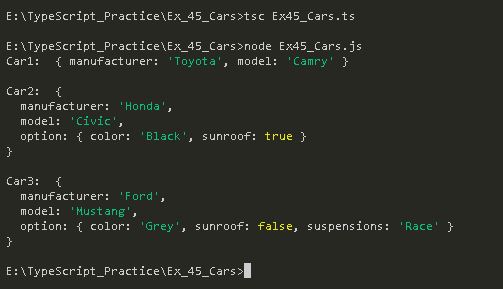 E:\TypeScript_Practice\Ex_45_Cars>tsc Ex45_Cars.ts
E:\TypeScript_Practice\Ex_45_Cars>node Ex45_Cars.js
Car1:  { manufacturer: 'Toyota', model: 'Camry' }
Car2:  {
  manufacturer: 'Honda',
  model: 'Civic',
  option: { color: 'Black', sunroof: true }
}
Car3:  {
  manufacturer: 'Ford',
  model: 'Mustang',
  option: { color: 'Grey', sunroof: false, suspensions: 'Race' }
}
E:\TypeScript_Practice\Ex_45_Cars>